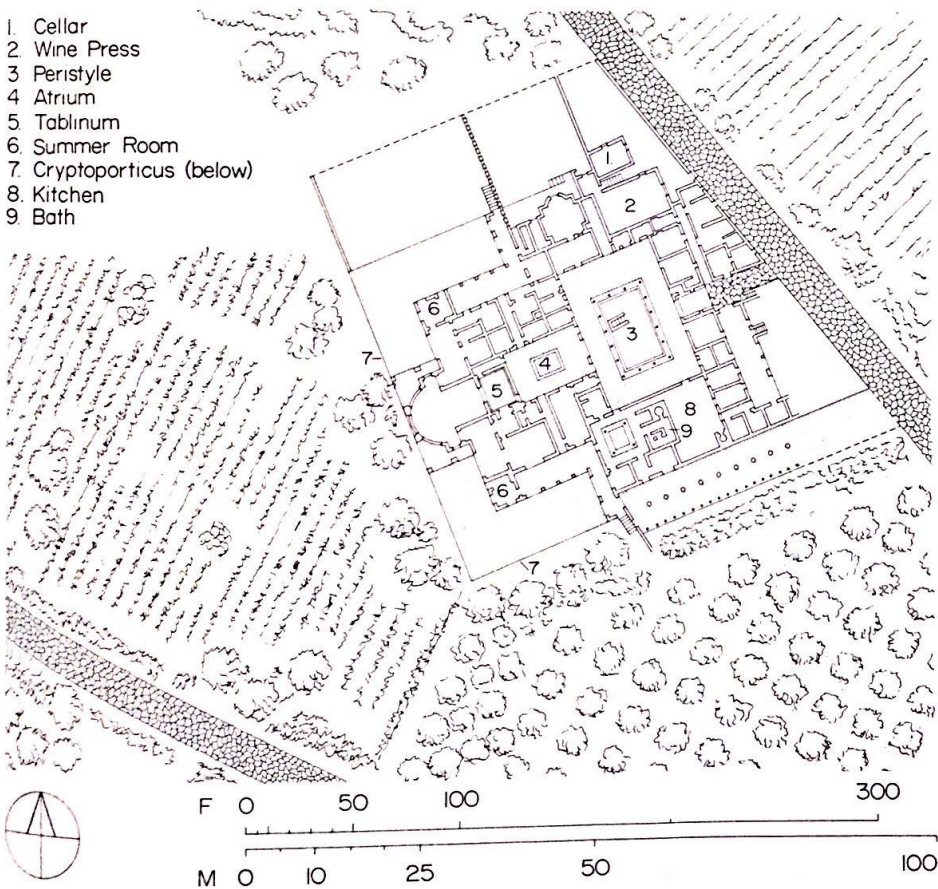 1. Cellar
2 Wine Press
3 Peristyle
4 Atrium
5. Tablinum
6. Summer Room
7. Cryptoporticus (below)
8. Kitchen
9. Bath
1.
2
6
3
7
4
5
8
9
6
7
F 0 50 100 300
M 0 10 25 50 100